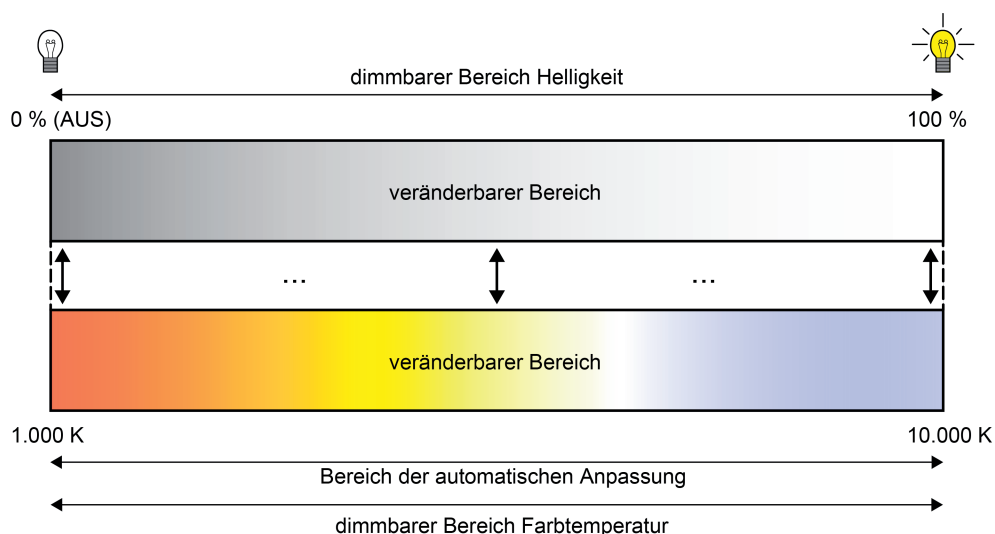 dimmbarer Bereich Helligkeit
0 % (AUS)
100 %
veränderbarer Bereich
...
...
veränderbarer Bereich
1.000 K
10.000 K
Bereich der automatischen Anpassung
dimmbarer Bereich Farbtemperatur